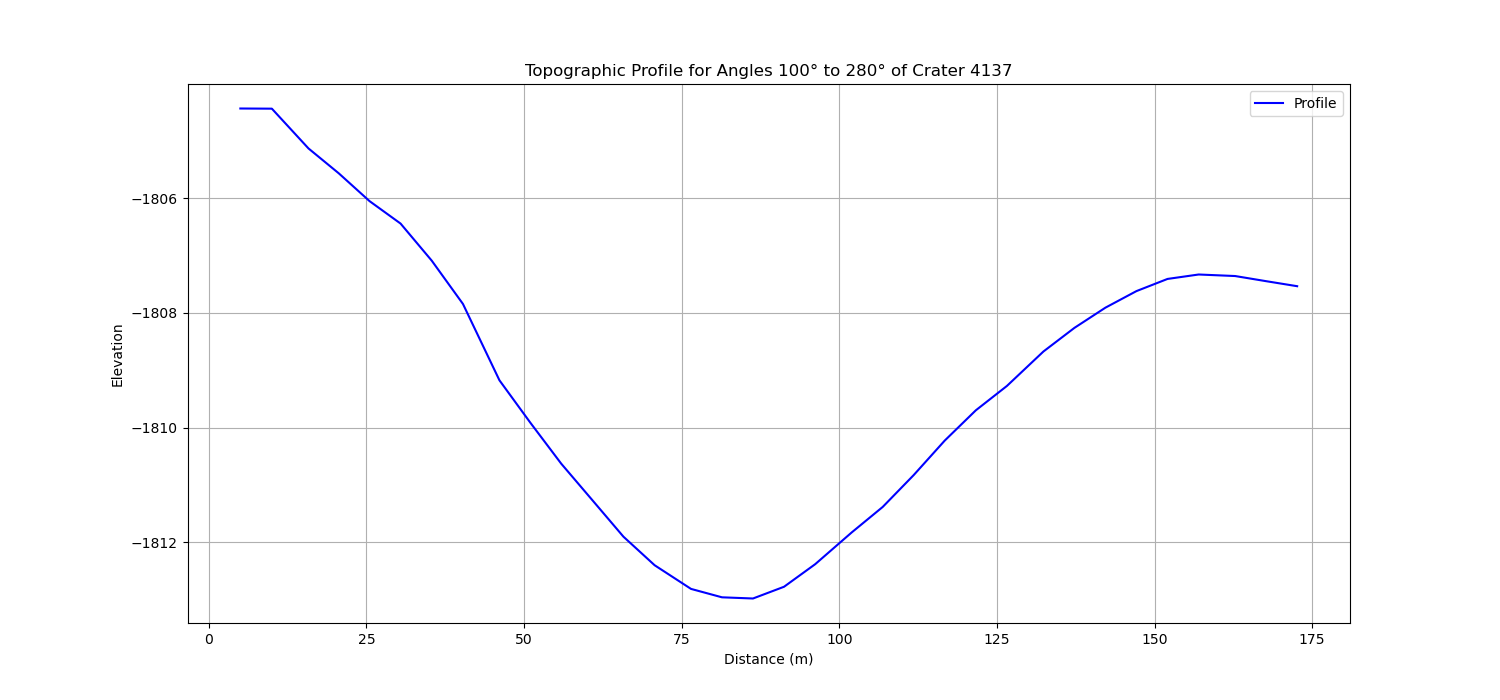 Topographic Profile for Angles 100° to 280° of Crater 4137
Profile
−1806
−1808
−1810
−1812
Elevation
0 25 50 75 100 125 150 175
Distance (m)